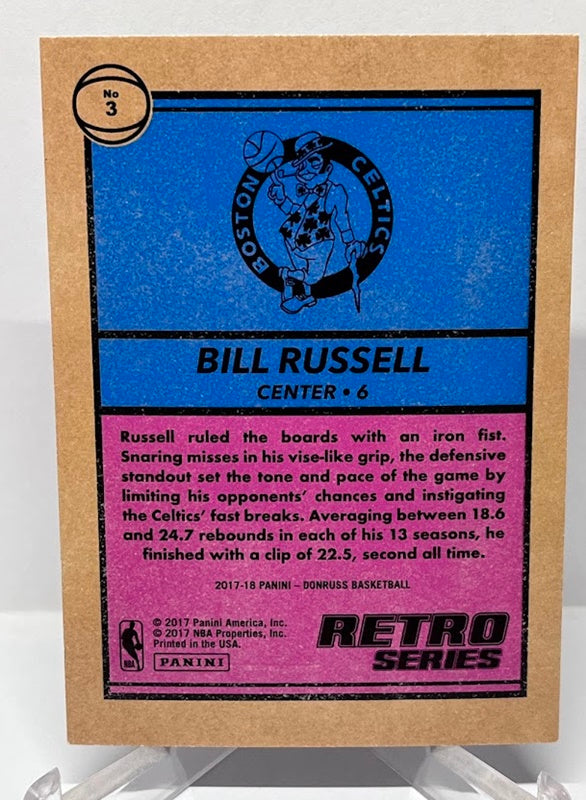 No
3
BOSTON CELTICS
BILL RUSSELL
CENTER • 6
Russell ruled the boards with an iron fist.
Snaring misses in his vise-like grip, the defensive
standout set the tone and pace of the game by
limiting his opponents' chances and instigating
the Celtics' fast breaks. Averaging between 18.6
and 24.7 rebounds in each of his 13 seasons, he
finished with a clip of 22.5, second all time.
2017-18 PANINI – DONRUSS BASKETBALL
© 2017 Panini America, Inc.
© 2017 NBA Properties, Inc.
Printed in the USA.
NBA
PANINI
RETRO
SERIES